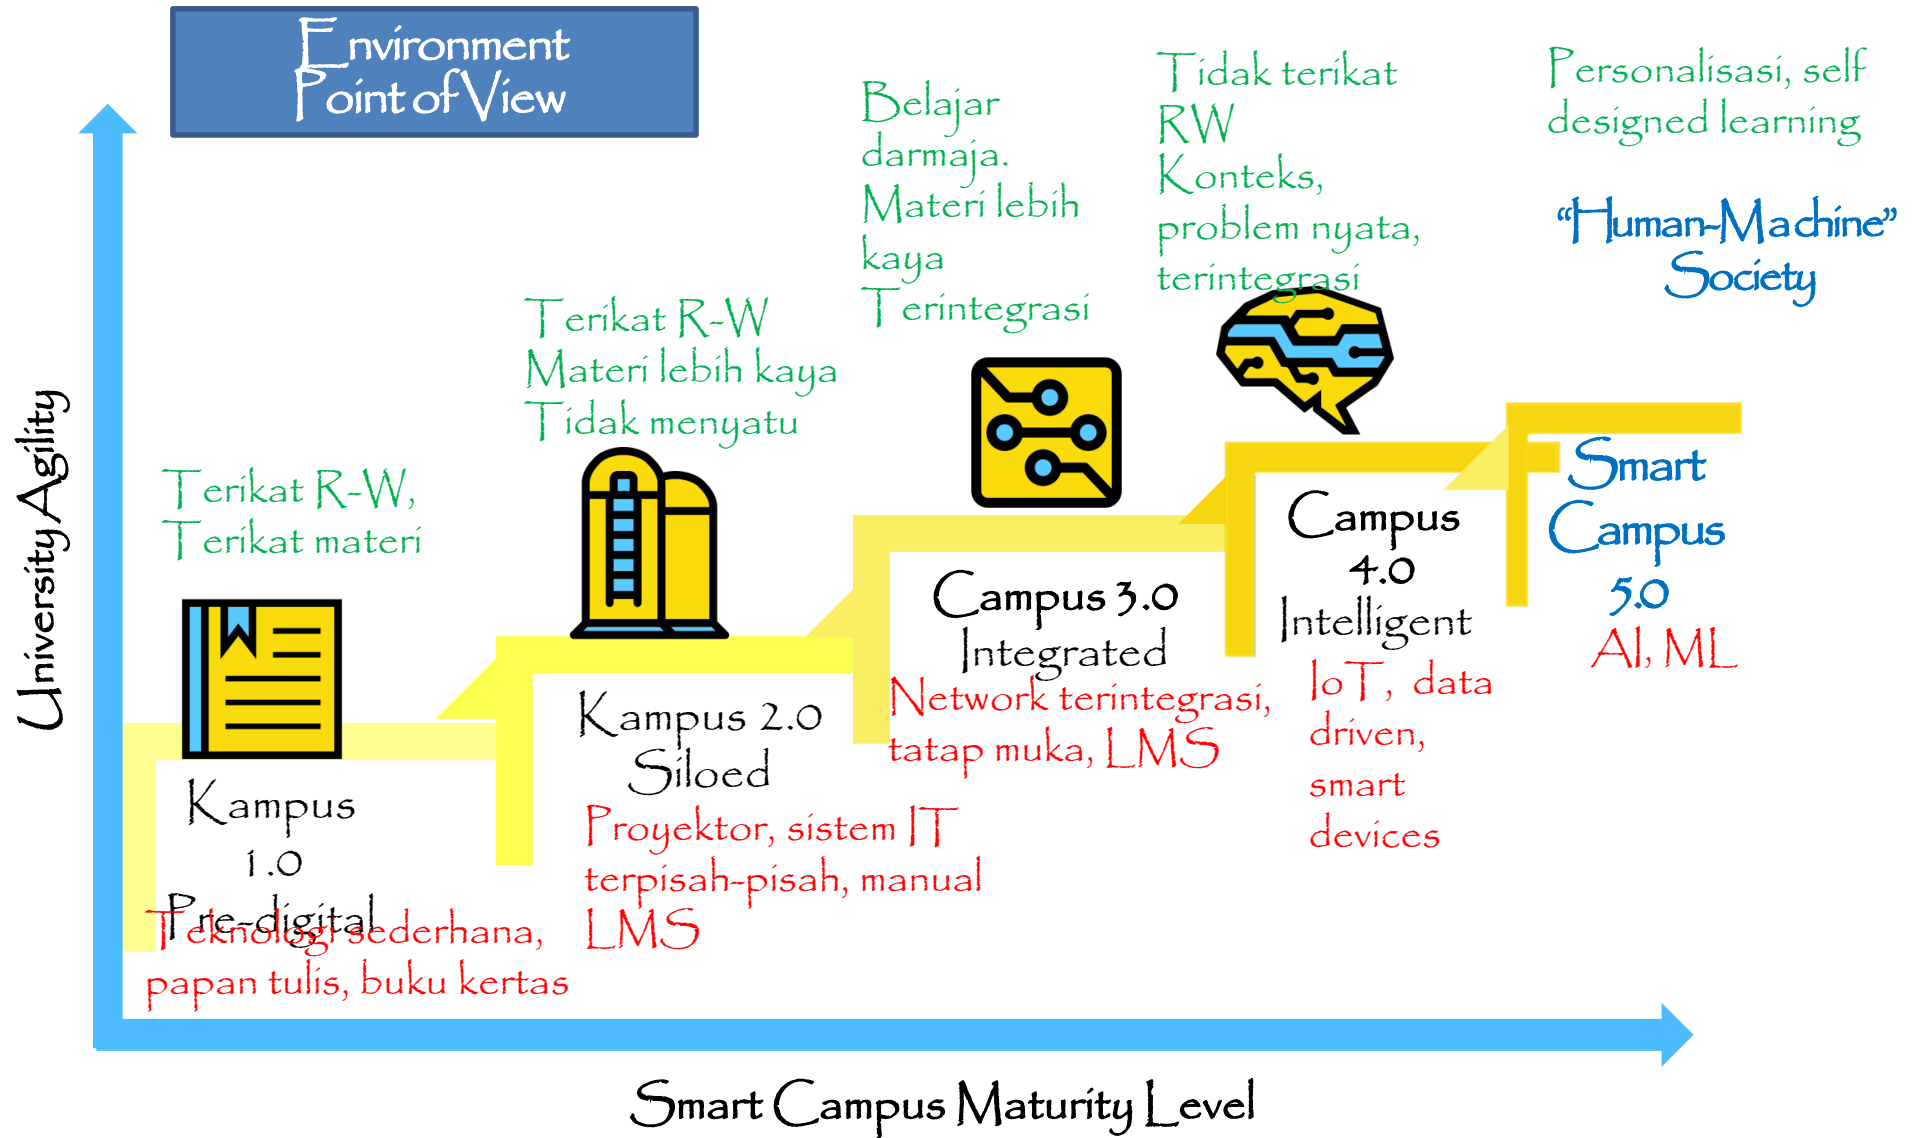 Environment
Point of View
University Agility
Terikat R-W,
Terikat materi
Kampus
1.0
Pre-digital
Teknologi sederhana,
papan tulis, buku kertas
Terikat R-W
Materi lebih kaya
Tidak menyatu
Kampus 2.0
Siloed
Proyektor, sistem IT
terpisah-pisah, manual
LMS
Belajar
darmaja.
Materi lebih
kaya
Terintegrasi
Campus 3.0
Integrated
Network terintegrasi,
tatap muka, LMS
Tidak terikat
RW
Konteks,
problem nyata,
terintegrasi
Campus
4.0
Intelligent
IoT, data
driven,
smart
devices
Personalisasi, self
designed learning
“Human-Machine”
Society
Smart
Campus
5.0
AI, ML
Smart Campus Maturity Level